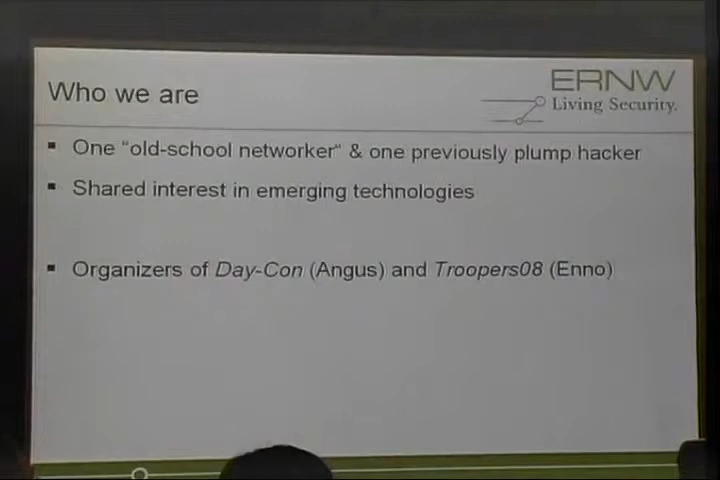 Who we are
ERNW
Living Security.
One "old-school networker" & one previously plump hacker
Shared interest in emerging technologies
Organizers of Day-Con (Angus) and Troopers08 (Enno)